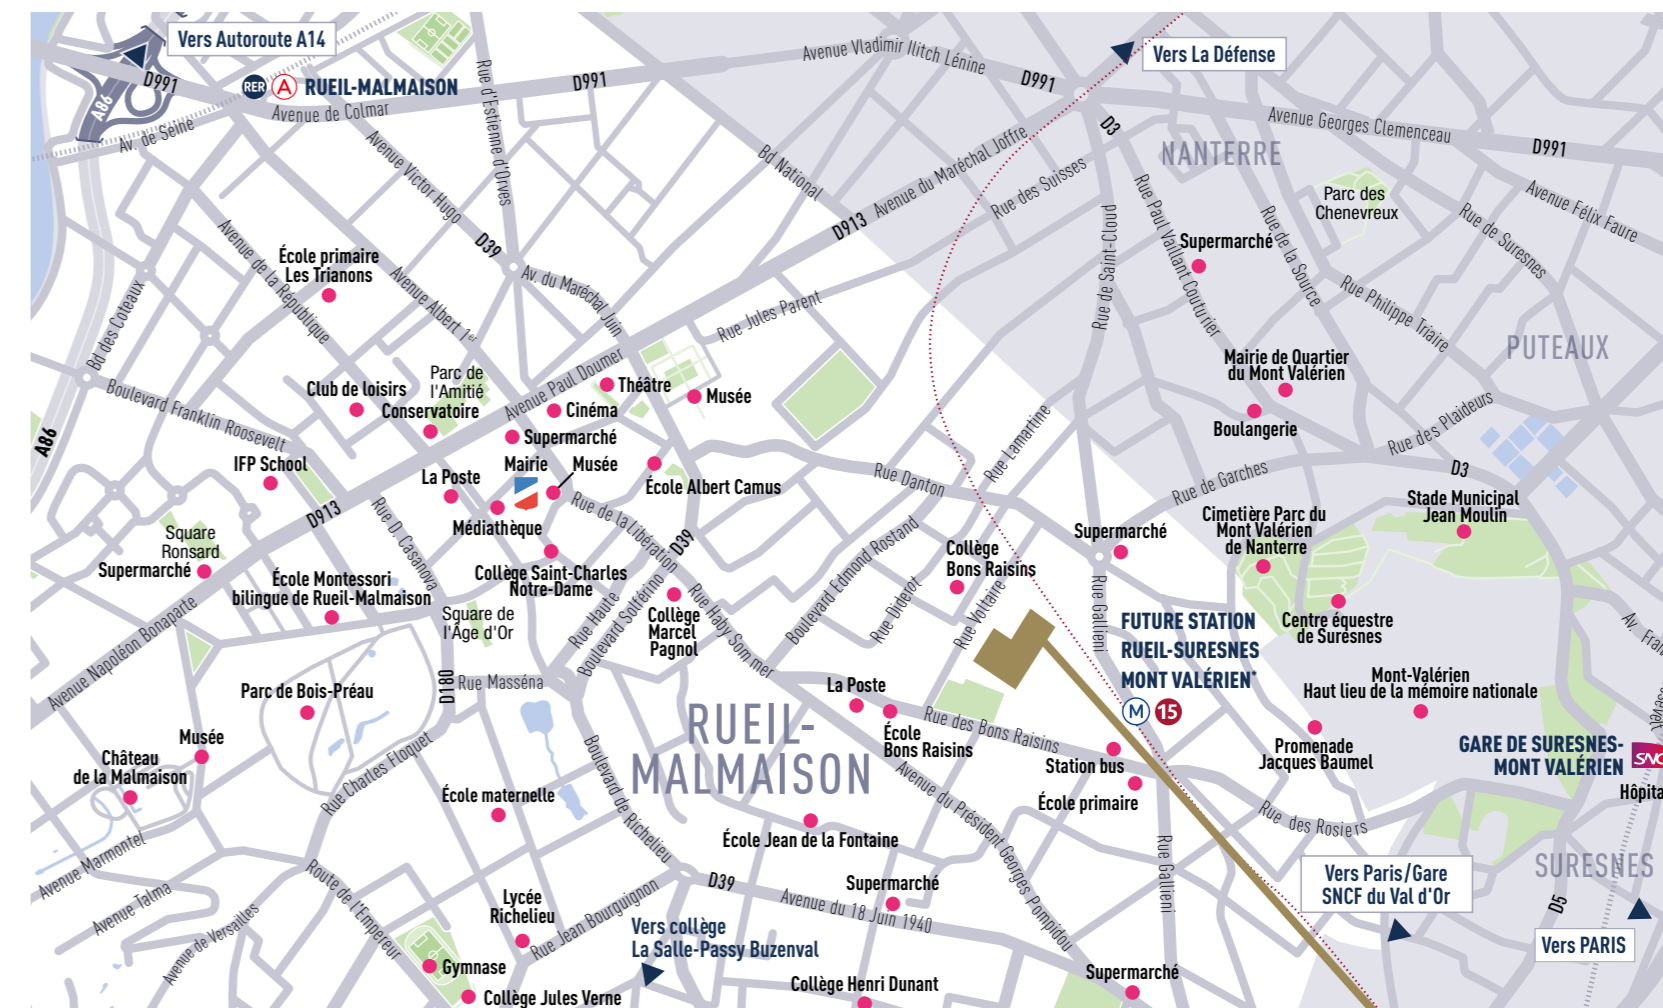 Vers Autoroute A14
D991
A86
RER A RUEIL-MALMAISON
Avenue de Colmar
Av. de Seine
D991
Rue d'Estienne d'Orves
Avenue Vladimir Ilitch Lénine
D991
Vers La Défense
D3
Avenue Georges Clemenceau
D991
NANTERRE
Avenue Félix Faure
Parc des
Chenevreux
Rue de Suresnes
Avenue Victor Hugo
Bd National
D913
Avenue du Maréchal Joffre
Rue des Suisses
Rue de Saint-Cloud
Rue Paul Vaillant Couturier
Rue de la Source
Supermarché
Rue Philippe Triaire
PUTEAUX
D39
École primaire
Les Trianons
Avenue de la République
Avenue Albert 1er
Av. du Maréchal Juin
Rue Jules Parent
Bd des Coteaux
Mairie de Quartier
du Mont Valérien
Boulangerie
Rue des Plaideurs
Boulevard Franklin Roosevelt
Club de loisirs
Parc de
l'Amitié
Conservatoire
Avenue Paul Doumer
Théâtre
Cinéma
Musée
Supermarché
A86
IFP School
La Poste
Mairie
Musée
Médiathèque
École Albert Camus
Rue Danton
Rue Lamartine
Rue de Garches
D3
Stade Municipal
Jean Moulin
D913
Rue D. Casanova
Rue de la Libération
D39
Boulevard Edmond Rostand
Collège
Bons Raisins
Supermarché
Cimetière Parc du
Mont Valérien
de Nanterre
Square
Ronsard
Supermarché
École Montessori
bilingue de Rueil-Malmaison
Collège Saint-Charles
Notre-Dame
Square de
l'Âge d'Or
Rue Haute
Boulevard Solférino
Collège
Marcel
Pagnol
Rue Haby Sommer
Rue Diderot
Rue Voltaire
Rue Gallieni
FUTURE STATION
RUEIL-SURESNES
MONT VALÉRIEN*
M 15
Centre équestre
de Suresnes
Avenue Napoléon Bonaparte
D180
Rue Masséna
Parc de Bois-Préau
Musée
Château
de la Malmaison
Rue Charles Floquet
RUEIL-
MALMAISON
La Poste
École
Bons Raisins
Rue des Bons Raisins
Station bus
École primaire
Mont-Valérien
Haut lieu de la mémoire nationale
Promenade
Jacques Baumel
GARE DE SURESNES-
MONT VALÉRIEN
École maternelle
Boulevard de Richelieu
École Jean de la Fontaine
Avenue du Président Georges Pompidou
Rue des Rosiers
SURESNES
Avenue Marmontel
Avenue Talma
Avenue de Versailles
Route de l'Empereur
Lycée
Richelieu
Rue Jean Bourguignon
D39
Avenue du 18 Juin 1940
Supermarché
Rue Gallieni
Vers Paris/Gare
SNCF du Val d'Or
D5
Vers PARIS
Vers collège
La Salle-Passy Buzenval
Gymnase
Collège Jules Verne
Collège Henri Dunant
Supermarché